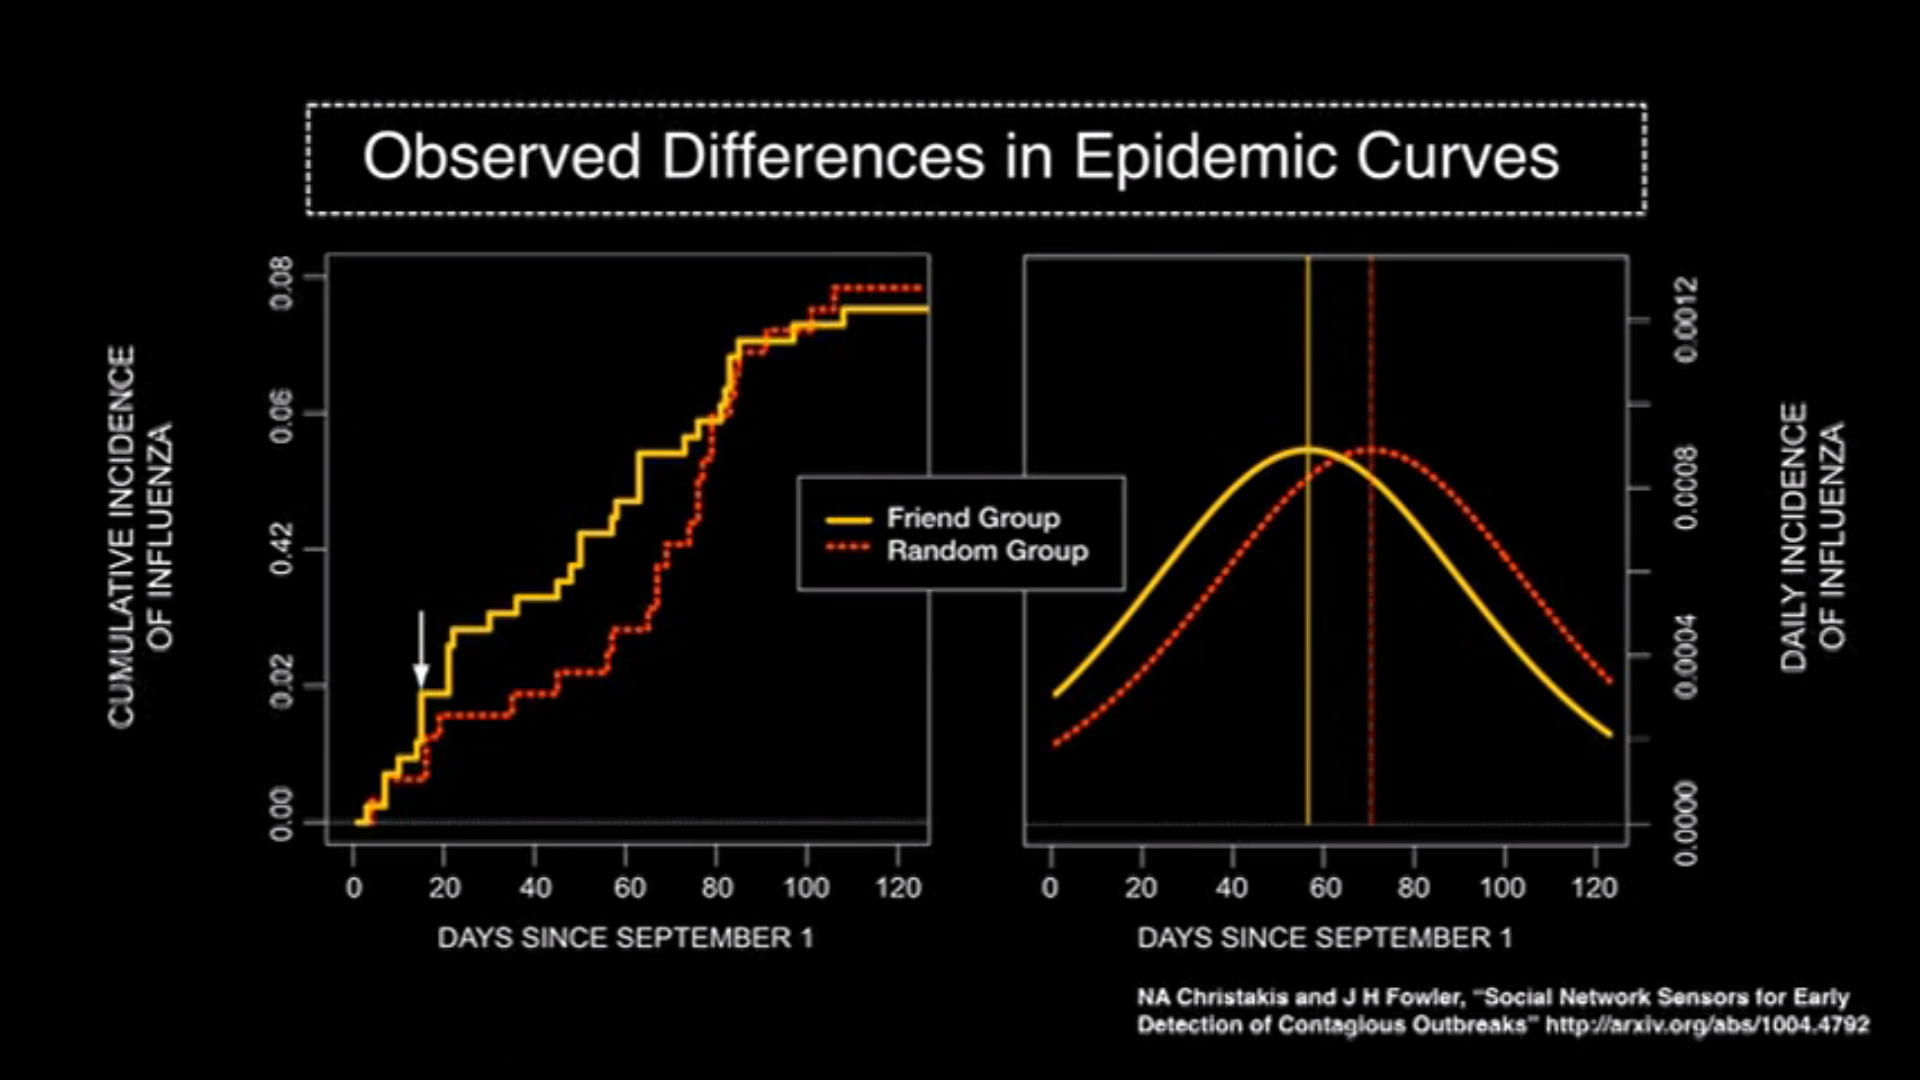 Observed Differences in Epidemic Curves
CUMULATIVE INCIDENCE
OF INFLUENZA
0.08
0.06
0.42
0.02
0.00
0 20 40 60 80 100 120
DAYS SINCE SEPTEMBER 1
Friend Group
Random Group
0.0012
0.0008
0.0004
0.0000
DAILY INCIDENCE
OF INFLUENZA
0 20 40 60 80 100 120
DAYS SINCE SEPTEMBER 1
NA Christakis and J H Fowler, "Social Network Sensors for Early
Detection of Contagious Outbreaks" http://arxiv.org/abs/1004.4792